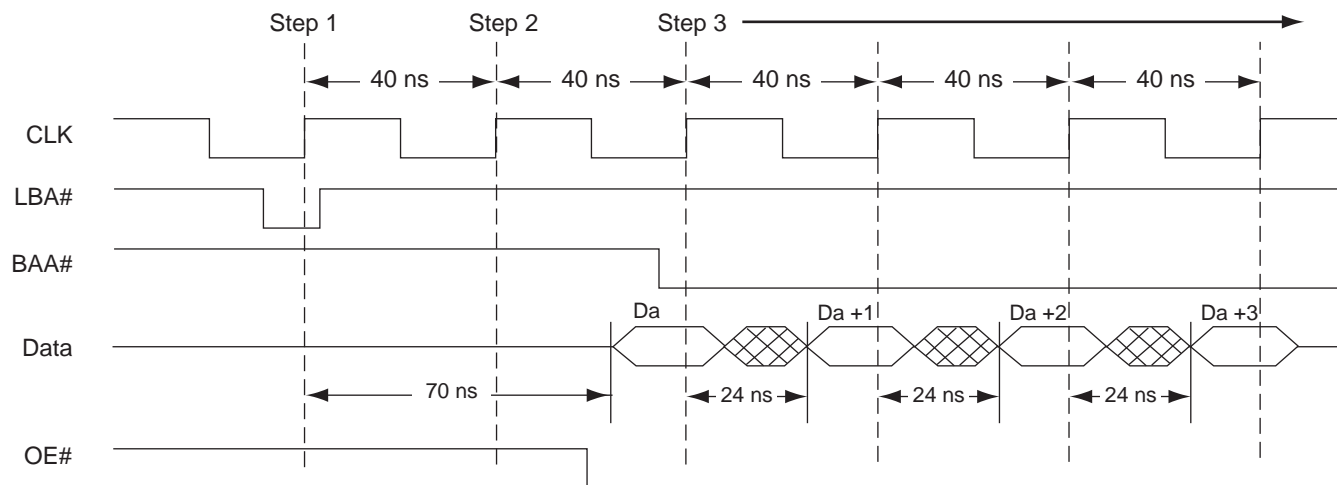 Step 1 Step 2 Step 3
40 ns 40 ns 40 ns 40 ns 40 ns
CLK
LBA#
BAA#
Da Da +1 Da +2 Da +3
Data
70 ns 24 ns 24 ns 24 ns
OE#